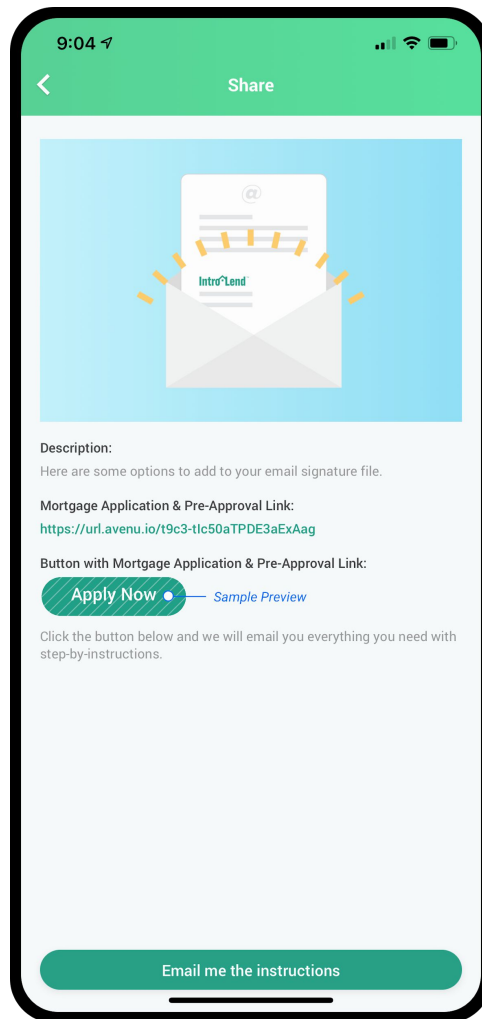 9:04
Share
@
Intro Lend
Description:
Here are some options to add to your email signature file.
Mortgage Application & Pre-Approval Link:
https://url.avenu.io/t9c3-tIc50aTPDE3aExAag
Button with Mortgage Application & Pre-Approval Link:
Apply Now
Sample Preview
Click the button below and we will email you everything you need with
step-by-instructions.
Email me the instructions